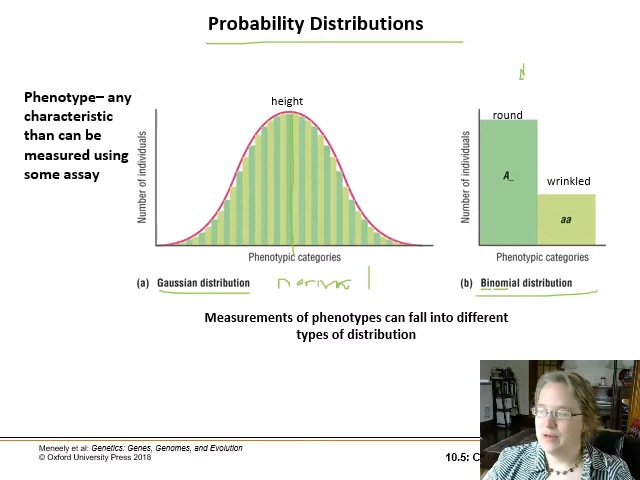 Probability Distributions
Phenotype– any
characteristic
than can be
measured using
some assay
height
Number of individuals
Phenotypic categories
(a) Gaussian distribution
normal
round
A_
wrinkled
aa
Number of individuals
Phenotypic categories
(b) Binomial distribution
Measurements of phenotypes can fall into different
types of distribution
Meneely et al: Genetics: Genes, Genomes, and Evolution
© Oxford University Press 2018
10.5: C